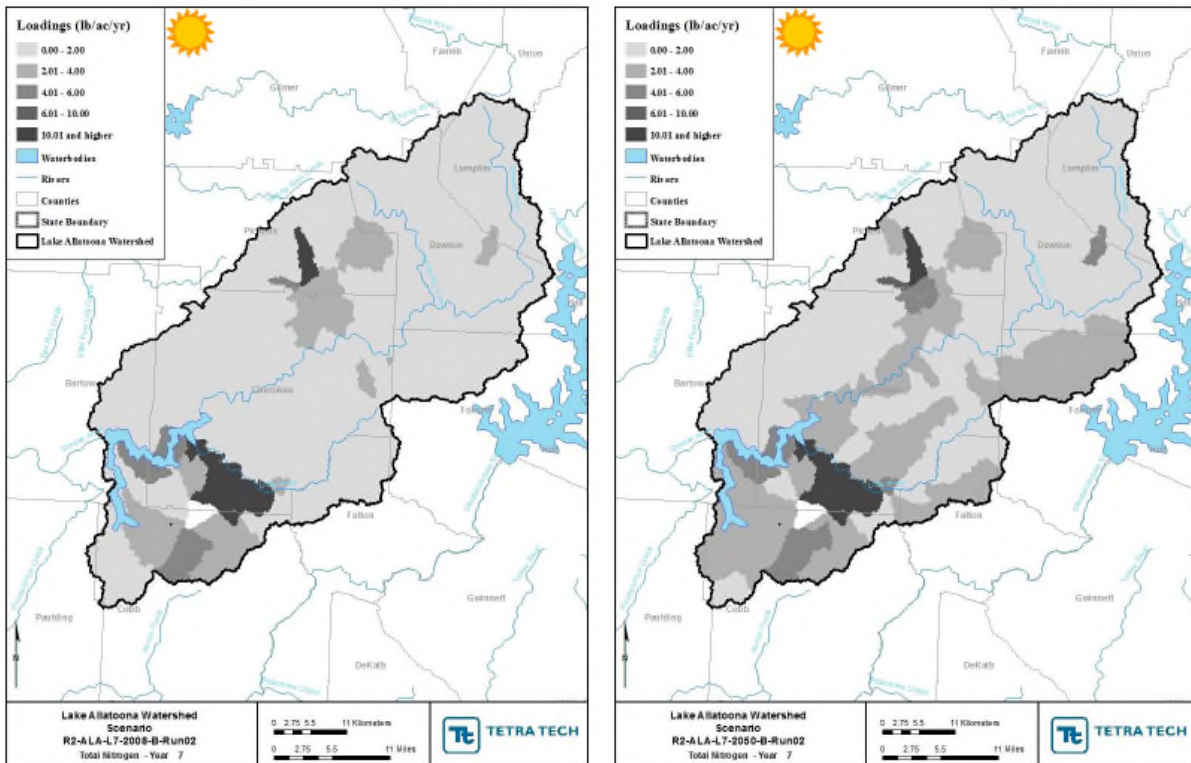 Loadings (lb/ac/yr)
0.00 - 2.00
2.01 - 4.00
4.01 - 6.00
6.01 - 10.00
10.01 and higher
Waterbodies
Rivers
Counties
State Boundary
Lake Allatoona Watershed
Fannin
Union
Gilmer
Lumpkin
Dawson
Bartow
Cherokee
Fulton
Cobb
Paulding
Gwinnett
DeKalb
N
Lake Allatoona Watershed
Scenario
R2-ALA-L7-2008-B-Run02
Total Nitrogen - Year 7
0 2.75 5.5 11 Kilometers
0 2.75 5.5 11 Miles
Tt TETRA TECH
Loadings (lb/ac/yr)
0.00 - 2.00
2.01 - 4.00
4.01 - 6.00
6.01 - 10.00
10.01 and higher
Waterbodies
Rivers
Counties
State Boundary
Lake Allatoona Watershed
Fannin
Union
Gilmer
Lumpkin
Dawson
Bartow
Fulton
Cobb
Paulding
Gwinnett
DeKalb
N
Lake Allatoona Watershed
Scenario
R2-ALA-L7-2050-B-Run02
Total Nitrogen - Year 7
0 2.75 5.5 11 Kilometers
0 2.75 5.5 11 Miles
Tt TETRA TECH